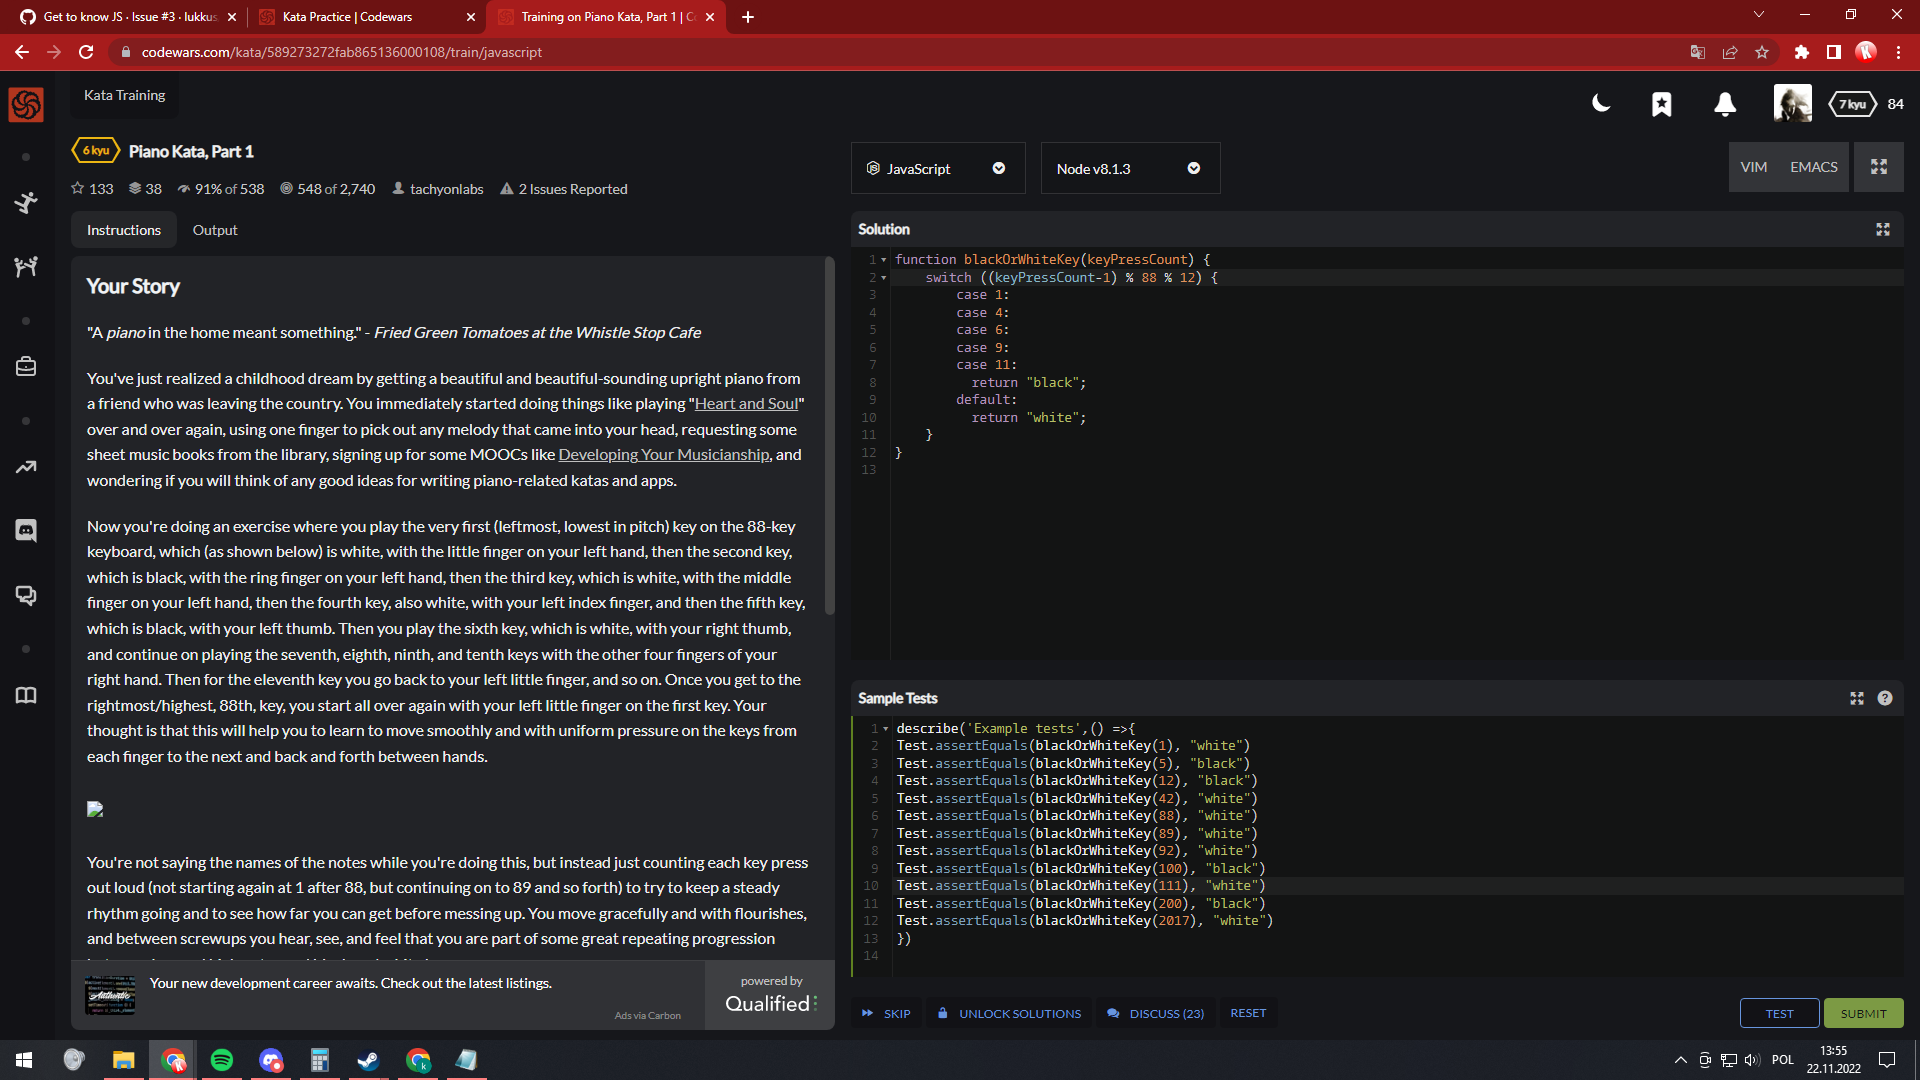 Get to know JS · Issue #3 · lukkus
Kata Practice | Codewars
Training on Piano Kata, Part 1 | C
codewars.com/kata/589273272fab865136000108/train/javascript
Kata Training
7 kyu
84
6 kyu
Piano Kata, Part 1
133
38
91% of 538
548 of 2,740
tachyonlabs
2 Issues Reported
JavaScript
Node v8.1.3
VIM
EMACS
Instructions
Output
Your Story
"A piano in the home meant something." - Fried Green Tomatoes at the Whistle Stop Cafe
You've just realized a childhood dream by getting a beautiful and beautiful-sounding upright piano from
a friend who was leaving the country. You immediately started doing things like playing "Heart and Soul"
over and over again, using one finger to pick out any melody that came into your head, requesting some
sheet music books from the library, signing up for some MOOCs like Developing Your Musicianship, and
wondering if you will think of any good ideas for writing piano-related katas and apps.
Now you're doing an exercise where you play the very first (leftmost, lowest in pitch) key on the 88-key
keyboard, which (as shown below) is white, with the little finger on your left hand, then the second key,
which is black, with the ring finger on your left hand, then the third key, which is white, with the middle
finger on your left hand, then the fourth key, also white, with your left index finger, and then the fifth key,
which is black, with your left thumb. Then you play the sixth key, which is white, with your right thumb,
and continue on playing the seventh, eighth, ninth, and tenth keys with the other four fingers of your
right hand. Then for the eleventh key you go back to your left little finger, and so on. Once you get to the
rightmost/highest, 88th, key, you start all over again with your left little finger on the first key. Your
thought is that this will help you to learn to move smoothly and with uniform pressure on the keys from
each finger to the next and back and forth between hands.
You're not saying the names of the notes while you're doing this, but instead just counting each key press
out loud (not starting again at 1 after 88, but continuing on to 89 and so forth) to try to keep a steady
rhythm going and to see how far you can get before messing up. You move gracefully and with flourishes,
and between screwups you hear, see, and feel that you are part of some great repeating progression
Your new development career awaits. Check out the latest listings.
Ads via Carbon
powered by
Qualified
Solution
1 function blackOrWhiteKey(keyPressCount) {
2 switch ((keyPressCount-1) % 88 % 12) {
3 case 1:
4 case 4:
5 case 6:
6 case 9:
7 case 11:
8 return "black";
9 default:
10 return "white";
11 }
12 }
13
Sample Tests
?
1 describe('Example tests',() =>{
2 Test.assertEquals(blackOrWhiteKey(1), "white")
3 Test.assertEquals(blackOrWhiteKey(5), "black")
4 Test.assertEquals(blackOrWhiteKey(12), "black")
5 Test.assertEquals(blackOrWhiteKey(42), "white")
6 Test.assertEquals(blackOrWhiteKey(88), "white")
7 Test.assertEquals(blackOrWhiteKey(89), "white")
8 Test.assertEquals(blackOrWhiteKey(92), "white")
9 Test.assertEquals(blackOrWhiteKey(100), "black")
10 Test.assertEquals(blackOrWhiteKey(111), "white")
11 Test.assertEquals(blackOrWhiteKey(200), "black")
12 Test.assertEquals(blackOrWhiteKey(2017), "white")
13 })
14
SKIP
UNLOCK SOLUTIONS
DISCUSS (23)
RESET
TEST
SUBMIT
POL
13:55
22.11.2022